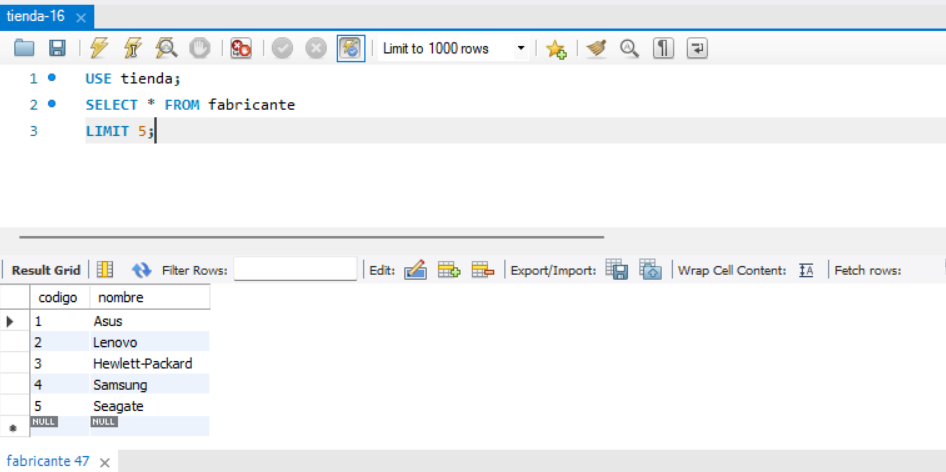 tienda-16
Limit to 1000 rows
1 USE tienda;
2 SELECT * FROM fabricante
3 LIMIT 5;
Result Grid Filter Rows: Edit: Export/Import: Wrap Cell Content: Fetch rows:
codigo nombre
1 Asus
2 Lenovo
3 Hewlett-Packard
4 Samsung
5 Seagate
NULL NULL
fabricante 47